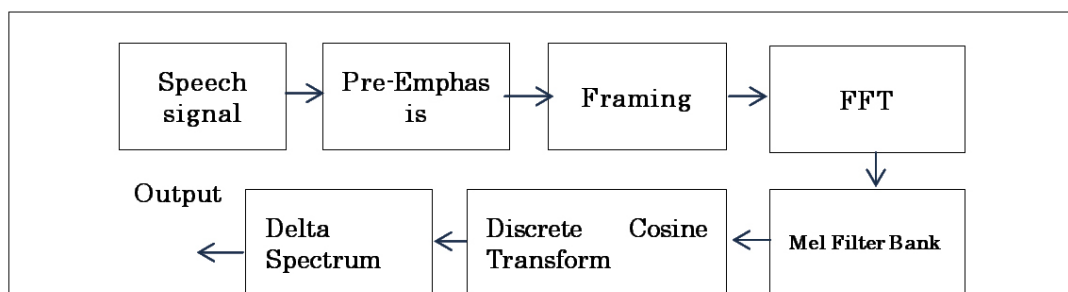 Speech
signal
Pre-Emphas
is
Framing
FFT
Output
Delta
Spectrum
Discrete Cosine
Transform
Mel Filter Bank